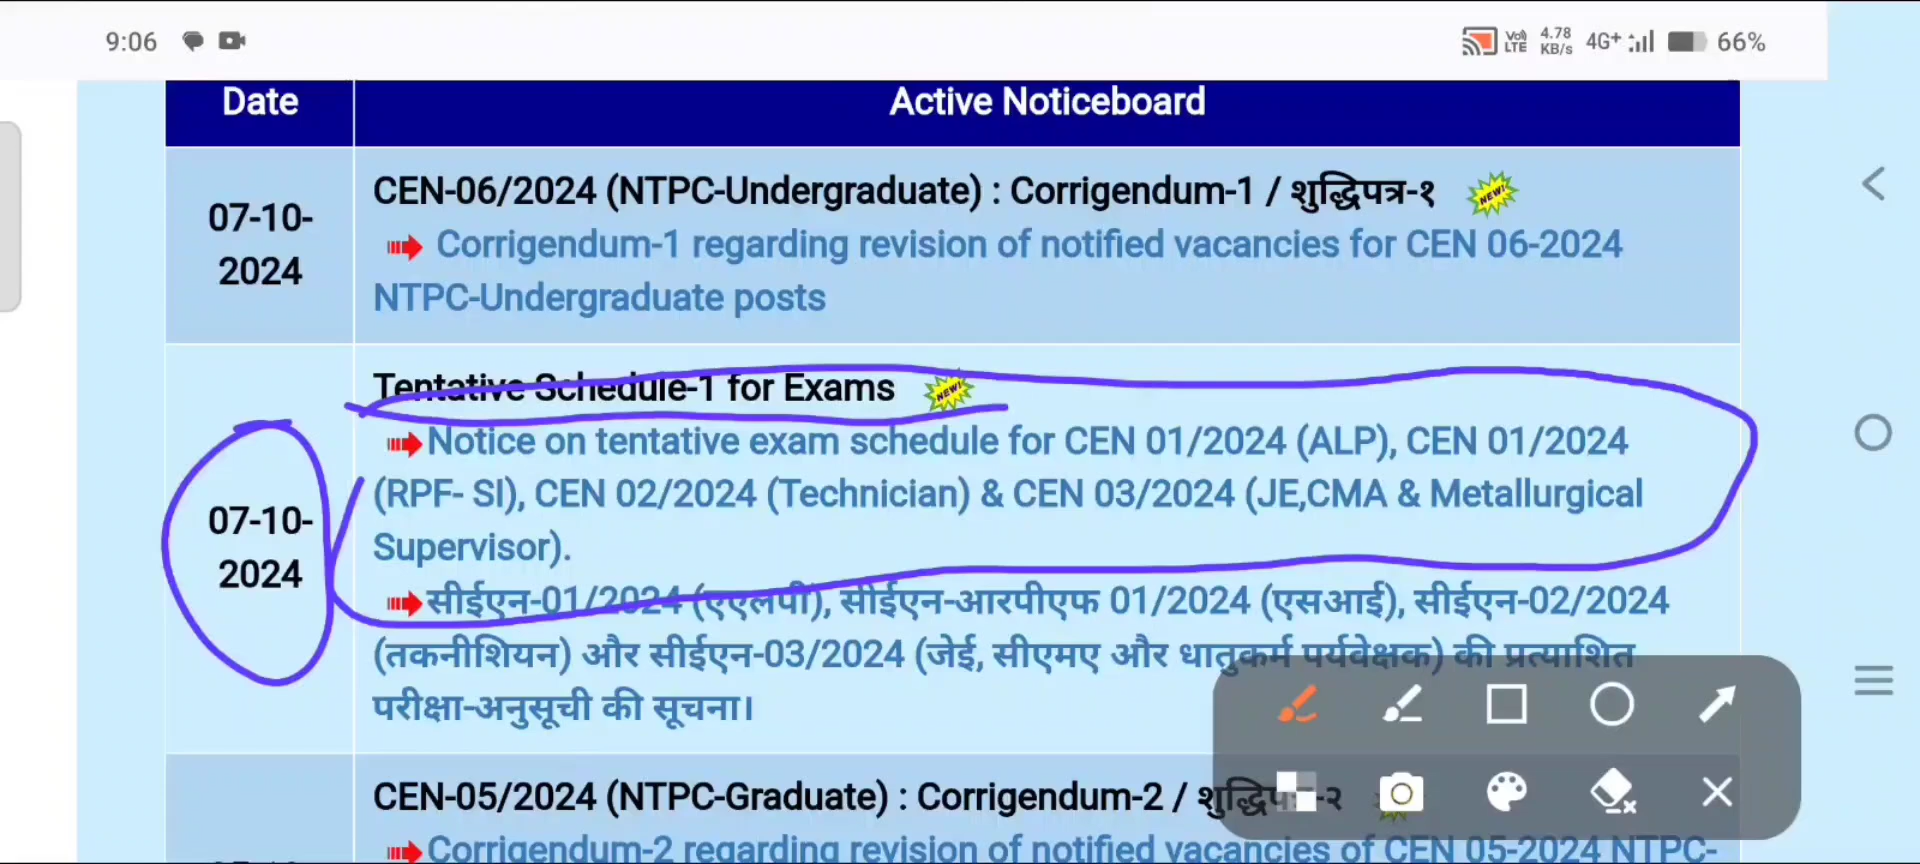 9:06
Vo) LTE 4.78 KB/s 4G+ 66%
Date
Active Noticeboard
07-10-
2024
CEN-06/2024 (NTPC-Undergraduate) : Corrigendum-1 / शुद्धिपत्र-१ NEW!
Corrigendum-1 regarding revision of notified vacancies for CEN 06-2024
NTPC-Undergraduate posts
07-10-
2024
Tentative Schedule-1 for Exams NEW!
Notice on tentative exam schedule for CEN 01/2024 (ALP), CEN 01/2024
(RPF- SI), CEN 02/2024 (Technician) & CEN 03/2024 (JE,CMA & Metallurgical
Supervisor).
सीईएन-01/2024 (एएलपी), सीईएन-आरपीएफ 01/2024 (एसआई), सीईएन-02/2024
(तकनीशियन) और सीईएन-03/2024 (जेई, सीएमए और धातुकर्म पर्यवेक्षक) की प्रत्याशित
परीक्षा-अनुसूची की सूचना।
CEN-05/2024 (NTPC-Graduate) : Corrigendum-2 /
Corrigendum-2 regarding revision of notified vacancies of CEN 05-2024 NTPC-